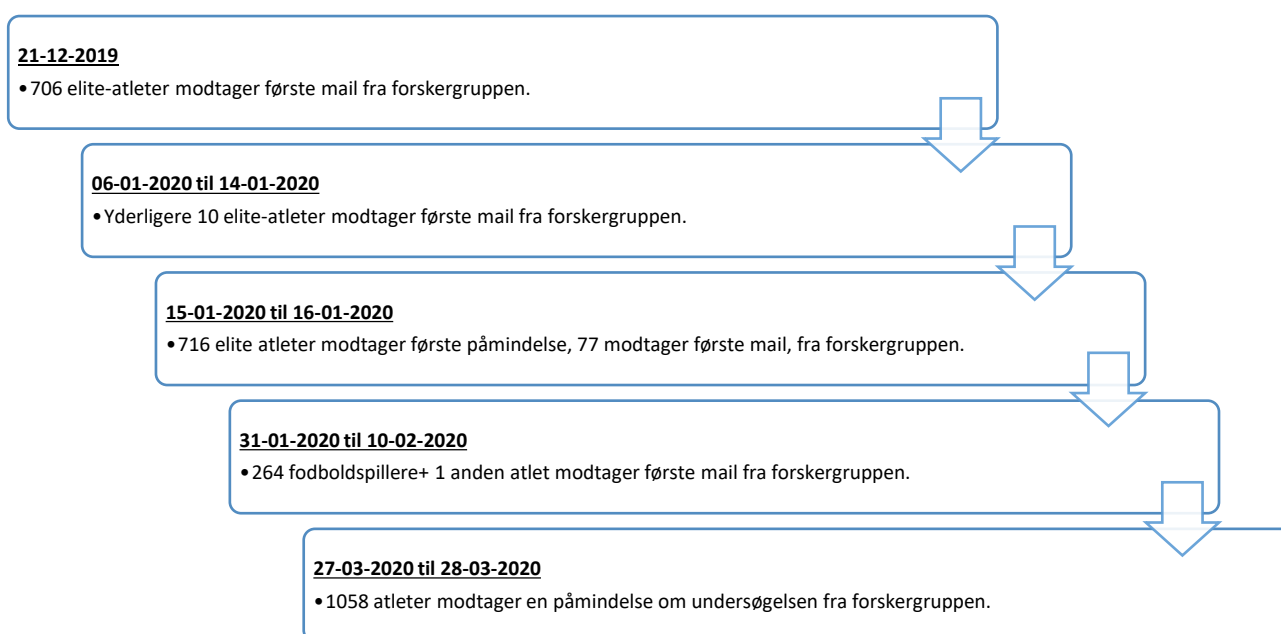 21-12-2019
•706 elite-atleter modtager første mail fra forskergruppen.
06-01-2020 til 14-01-2020
•Yderligere 10 elite-atleter modtager første mail fra forskergruppen.
15-01-2020 til 16-01-2020
•716 elite atleter modtager første påmindelse, 77 modtager første mail, fra forskergruppen.
31-01-2020 til 10-02-2020
•264 fodboldspillere+ 1 anden atlet modtager første mail fra forskergruppen.
27-03-2020 til 28-03-2020
•1058 atleter modtager en påmindelse om undersøgelsen fra forskergruppen.